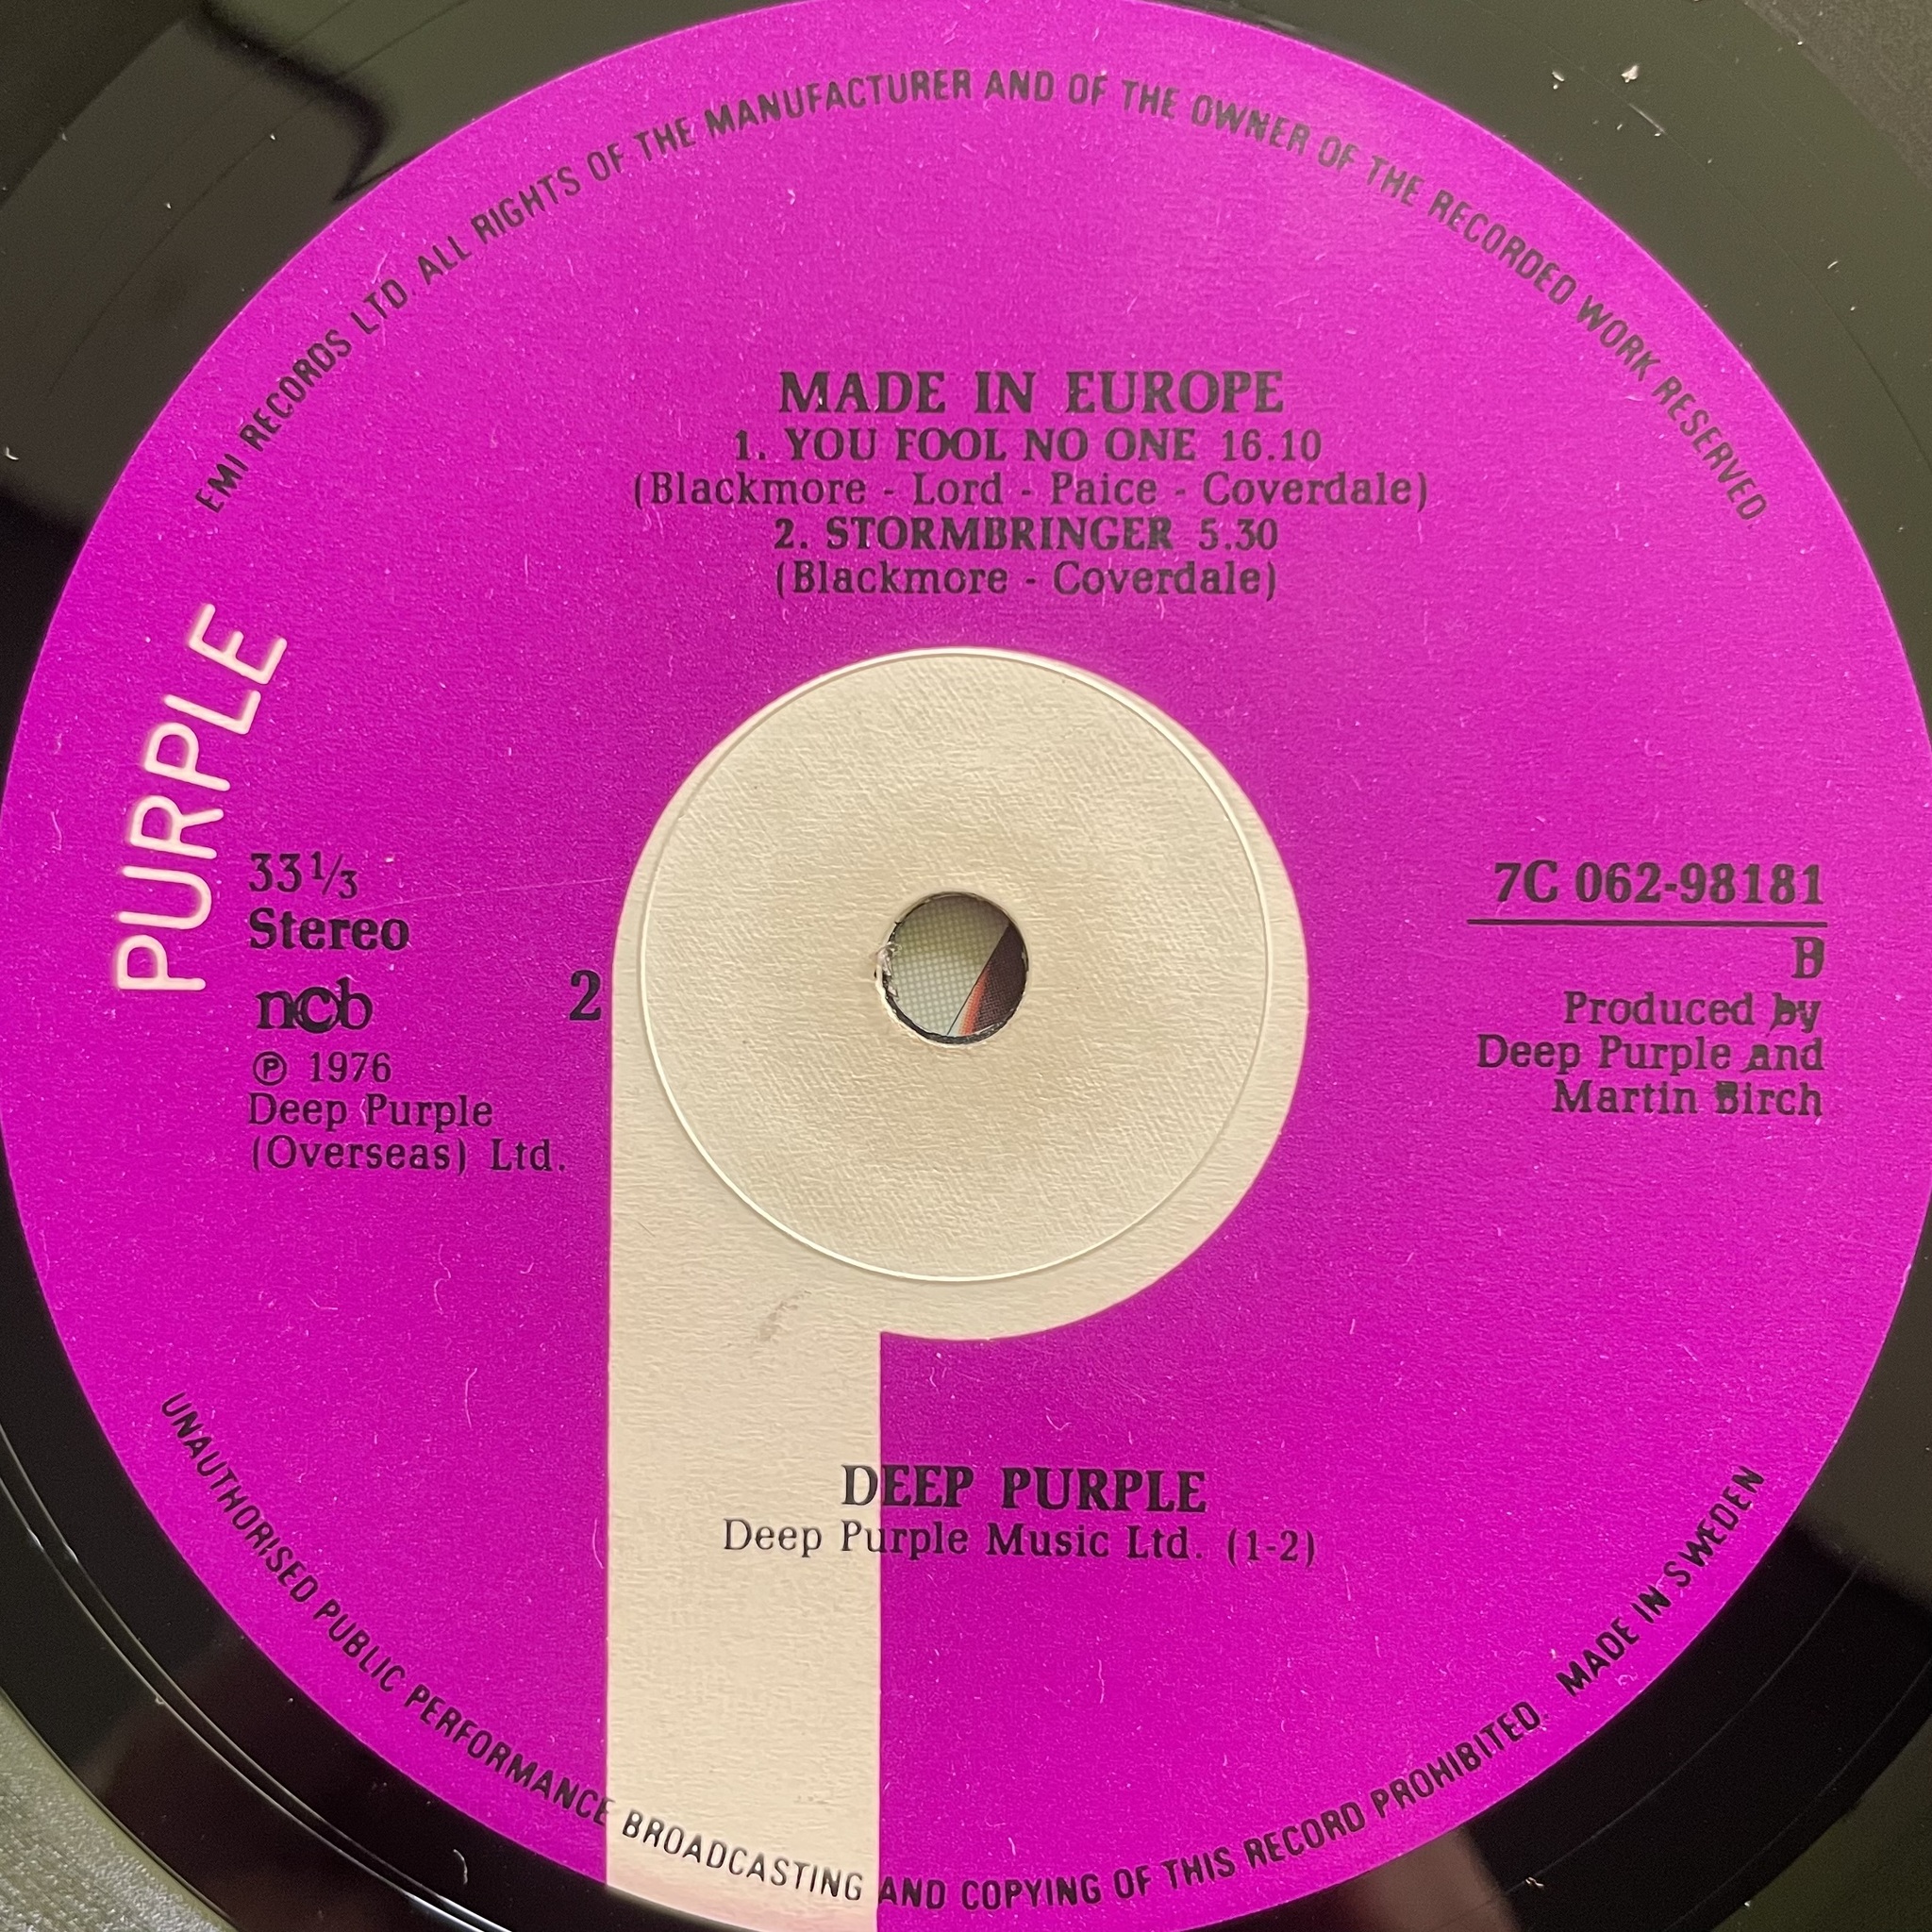 EMI RECORDS LTD. ALL RIGHTS OF THE MANUFACTURER AND OF THE OWNER OF THE RECORDED WORK RESERVED.
MADE IN EUROPE
1. YOU FOOL NO ONE 16.10
(Blackmore - Lord - Paice - Coverdale)
2. STORMBRINGER 5.30
(Blackmore - Coverdale)
PURPLE
33⅓
Stereo
ncb
℗ 1976
Deep Purple
(Overseas) Ltd.
2
7C 062-98181
B
Produced by
Deep Purple and
Martin Birch
DEEP PURPLE
Deep Purple Music Ltd. (1-2)
UNAUTHORISED PUBLIC PERFORMANCE BROADCASTING AND COPYING OF THIS RECORD PROHIBITED MADE IN SWEDEN